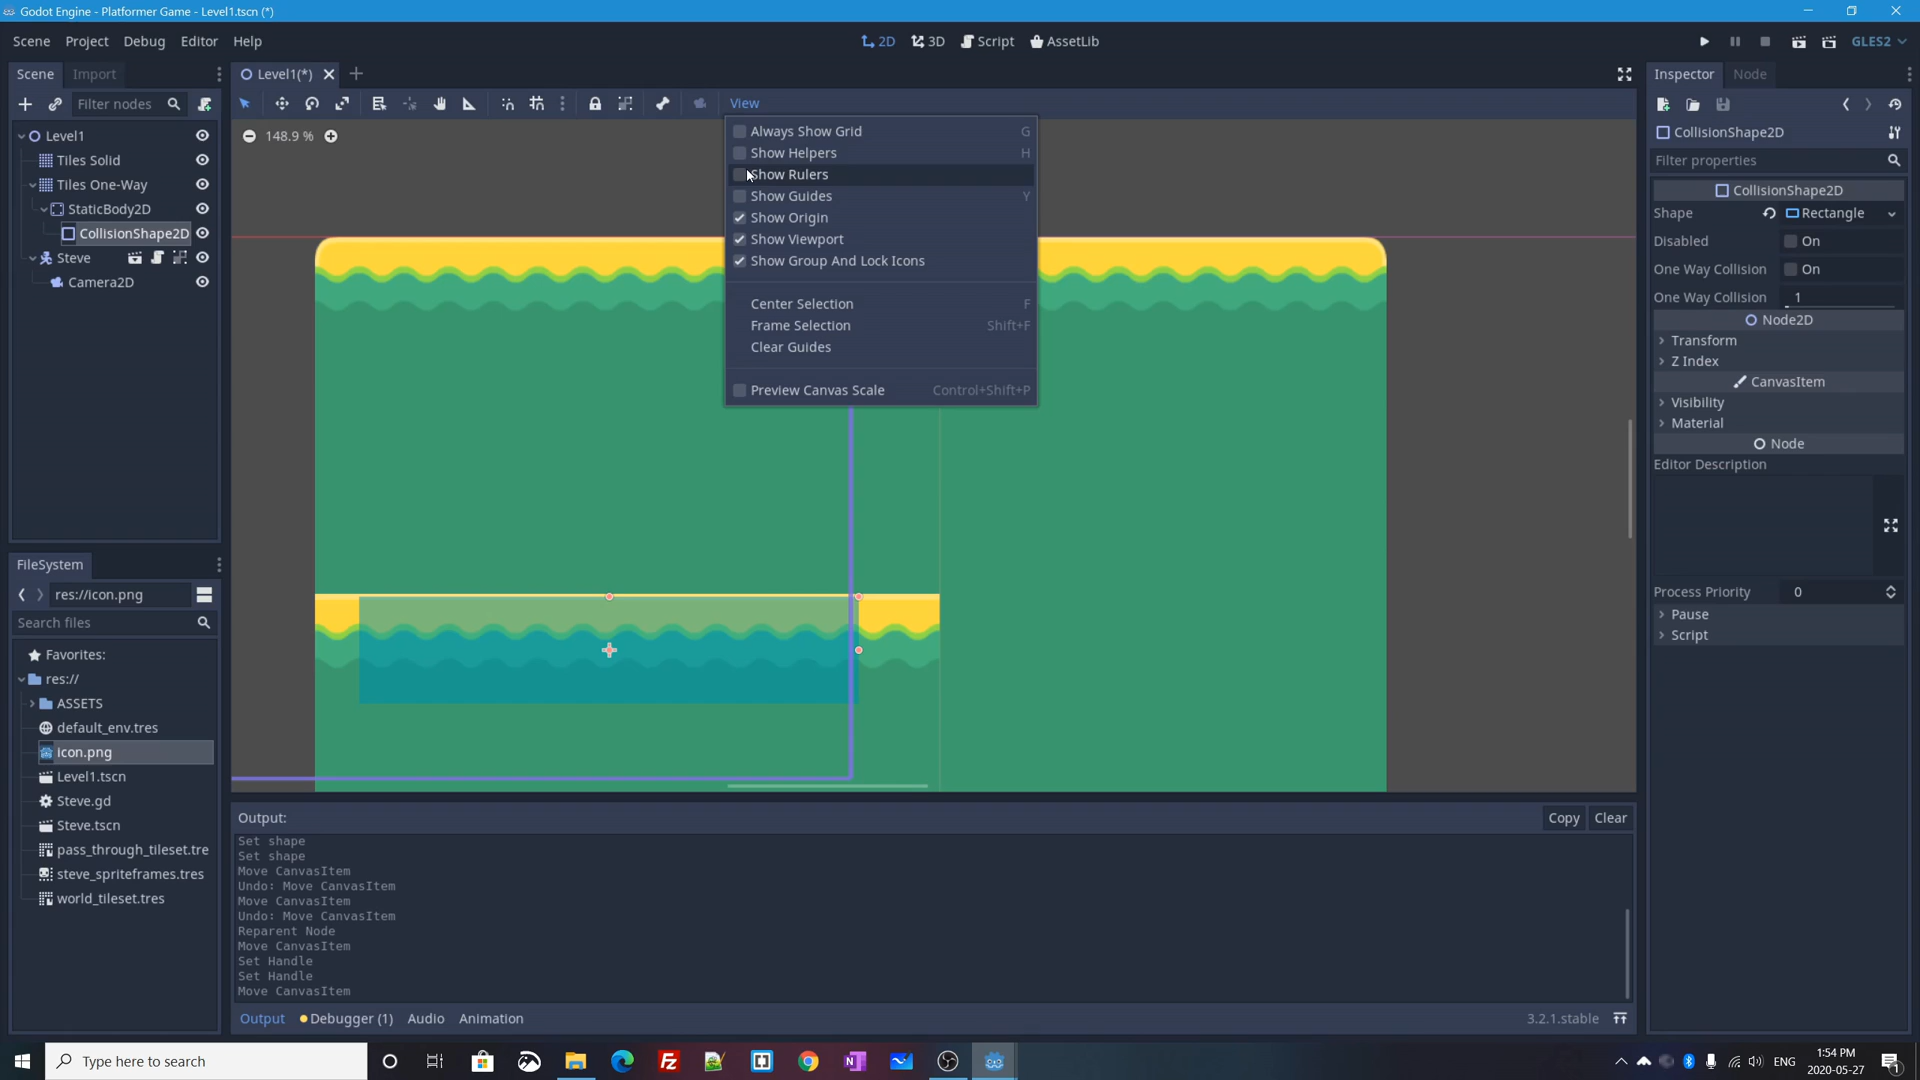 Godot Engine - Platformer Game - Level1.tscn (*)
Scene Project Debug Editor Help
2D 3D Script AssetLib
GLES2
Scene Import
Level1(*)
Inspector Node
Filter nodes
View
148.9 %
Level1
Tiles Solid
Tiles One-Way
StaticBody2D
CollisionShape2D
Steve
Camera2D
Always Show Grid G
Show Helpers H
Show Rulers
Show Guides Y
Show Origin
Show Viewport
Show Group And Lock Icons
Center Selection F
Frame Selection Shift+F
Clear Guides
Preview Canvas Scale Control+Shift+P
CollisionShape2D
Filter properties
CollisionShape2D
Shape Rectangle
Disabled On
One Way Collision On
One Way Collision 1
Node2D
Transform
Z Index
CanvasItem
Visibility
Material
Node
Editor Description
Process Priority 0
Pause
Script
FileSystem
res://icon.png
Search files
Favorites:
res://
ASSETS
default_env.tres
icon.png
Level1.tscn
Steve.gd
Steve.tscn
pass_through_tileset.tre
steve_spriteframes.tres
world_tileset.tres
Output: Copy Clear
Set shape
Set shape
Move CanvasItem
Undo: Move CanvasItem
Move CanvasItem
Undo: Move CanvasItem
Reparent Node
Move CanvasItem
Set Handle
Set Handle
Move CanvasItem
Output Debugger (1) Audio Animation 3.2.1.stable
Type here to search
ENG
1:54 PM
2020-05-27
1